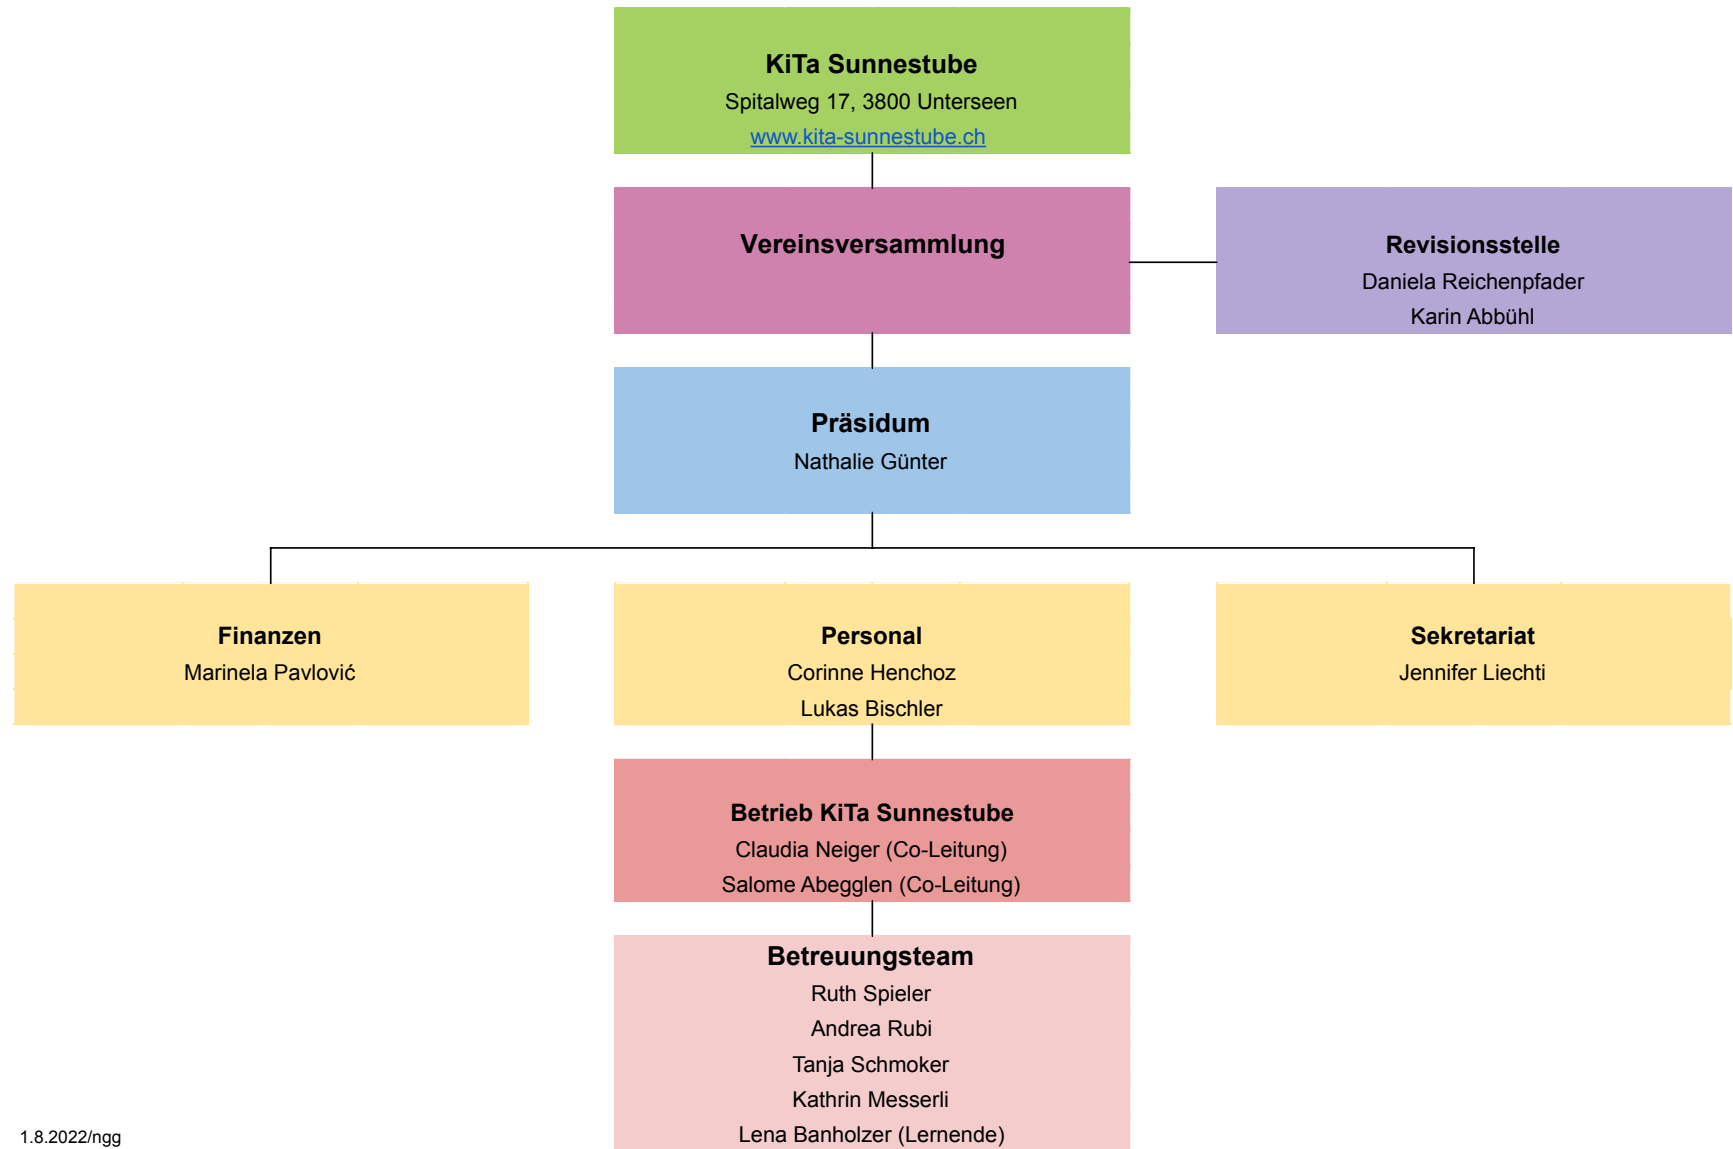 KiTa Sunnestube
Spitalweg 17, 3800 Unterseen
www.kita-sunnestube.ch
Vereinsversammlung
Revisionsstelle
Daniela Reichenpfader
Karin Abbühl
Präsidum
Nathalie Günter
Finanzen
Marinela Pavlović
Personal
Corinne Henchoz
Lukas Bischler
Sekretariat
Jennifer Liechti
Betrieb KiTa Sunnestube
Claudia Neiger (Co-Leitung)
Salome Abegglen (Co-Leitung)
Betreuungsteam
Ruth Spieler
Andrea Rubi
Tanja Schmoker
Kathrin Messerli
Lena Banholzer (Lernende)
1.8.2022/ngg